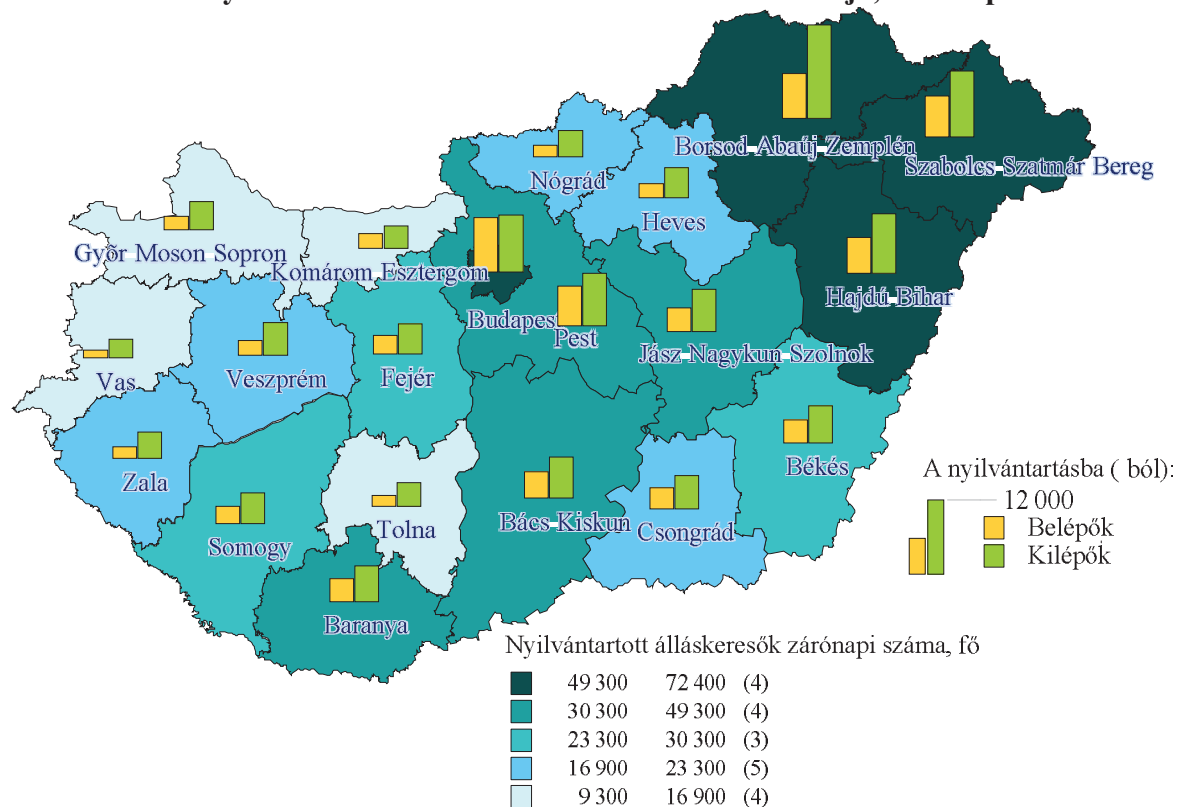 Borsod Abaúj Zemplén
Szabolcs Szatmár Bereg
Nógrád
Heves
Győr Moson Sopron
Komárom Esztergom
Hajdú Bihar
Budapest
Pest
Jász Nagykun Szolnok
Vas
Veszprém
Fejér
Zala
Békés
Somogy
Tolna
Bács Kiskun
Csongrád
Baranya
A nyilvántartásba ( ból):
12 000
Belépők
Kilépők
Nyilvántartott álláskeresők zárónapi száma, fő
49 300 72 400 (4)
30 300 49 300 (4)
23 300 30 300 (3)
16 900 23 300 (5)
9 300 16 900 (4)